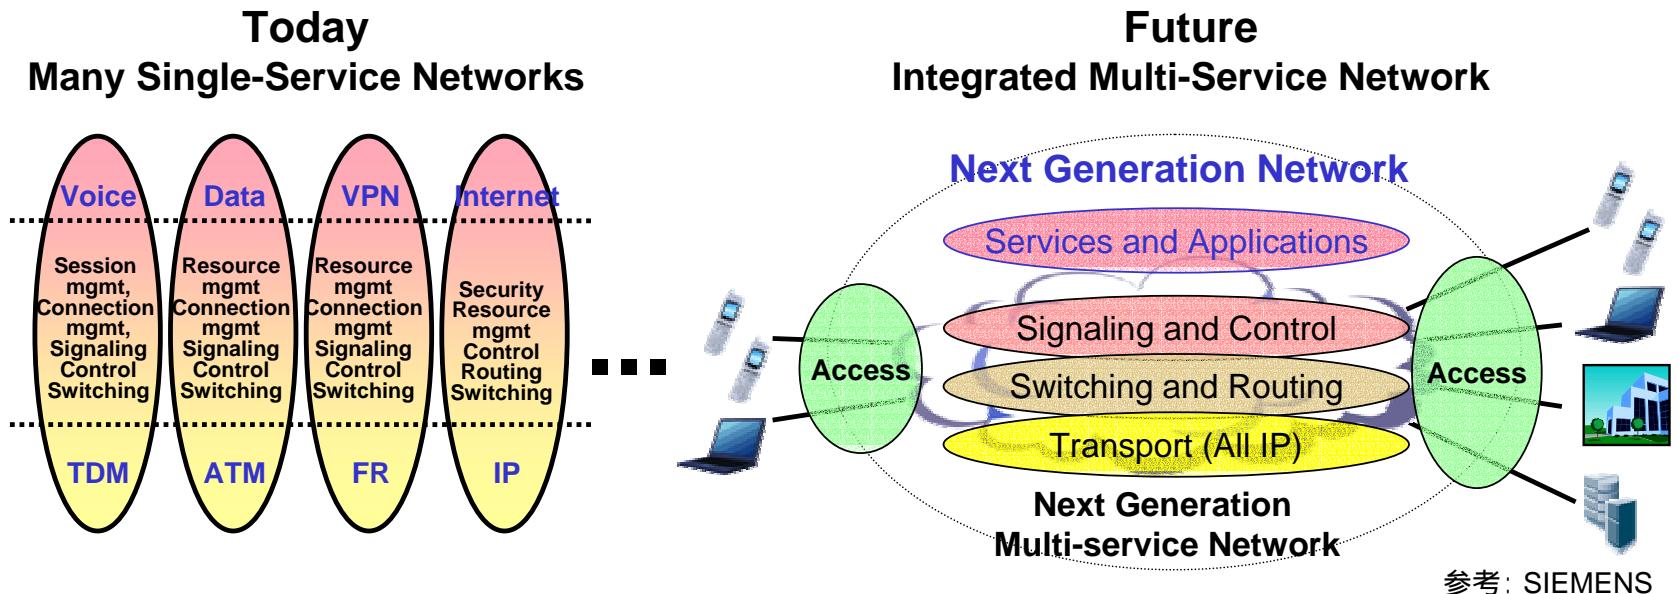 Today
Many Single-Service Networks
Voice
Session
mgmt,
Connection
mgmt,
Signaling
Control
Switching
TDM
Data
Resource
mgmt
Connection
mgmt
Signaling
Control
Switching
ATM
VPN
Resource
mgmt
Connection
mgmt
Signaling
Control
Switching
FR
Internet
Security
Resource
mgmt
Control
Routing
Switching
IP
Future
Integrated Multi-Service Network
Next Generation Network
Services and Applications
Signaling and Control
Switching and Routing
Transport (All IP)
Access
Access
Next Generation
Multi-service Network
参考: SIEMENS